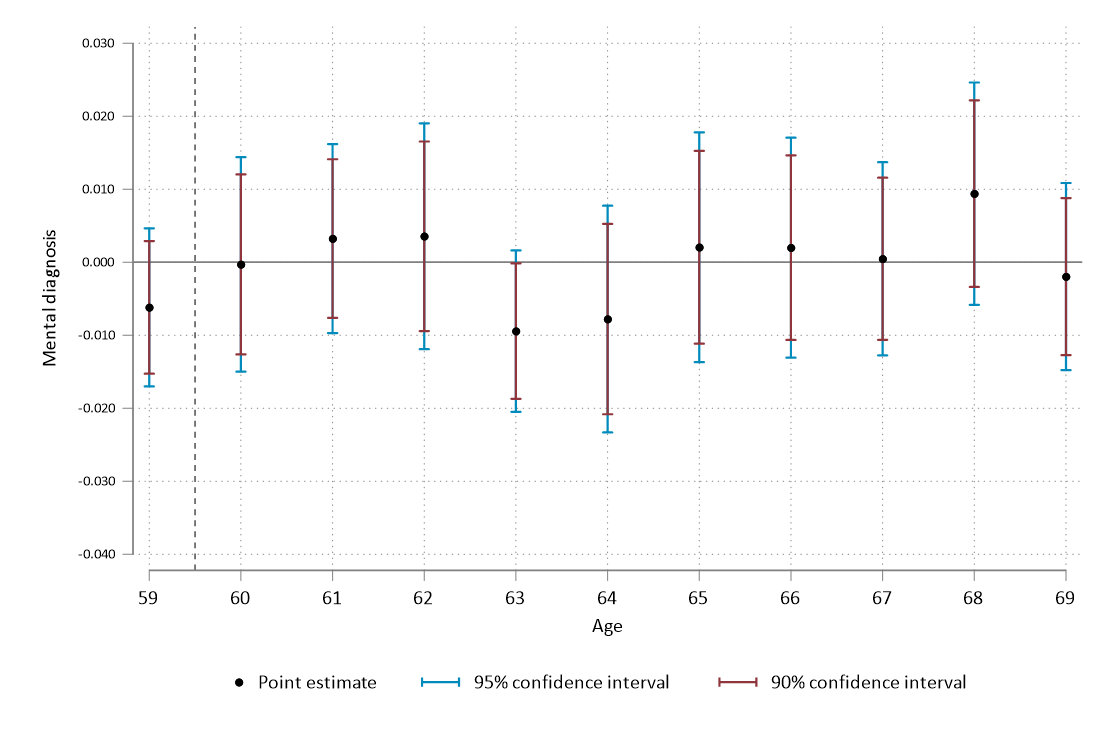 Mental diagnosis
0.030
0.020
0.010
0.000
-0.010
-0.020
-0.030
-0.040
59 60 61 62 63 64 65 66 67 68 69
Age
Point estimate 95% confidence interval 90% confidence interval